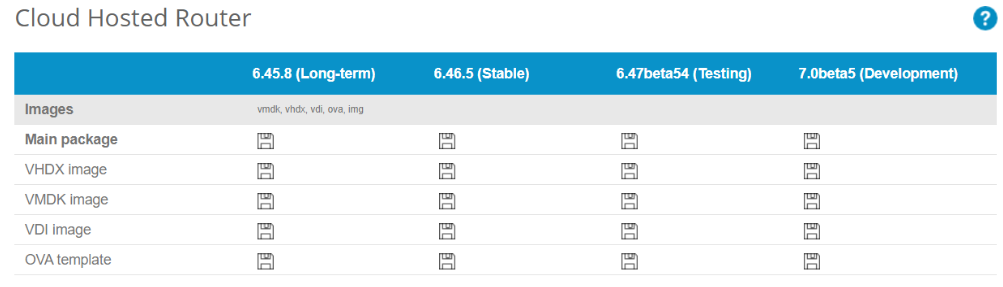 Cloud Hosted Router
?
6.45.8 (Long-term) 6.46.5 (Stable) 6.47beta54 (Testing) 7.0beta5 (Development)
Images vmdk, vhdx, vdi, ova, img
Main package
VHDX image
VMDK image
VDI image
OVA template